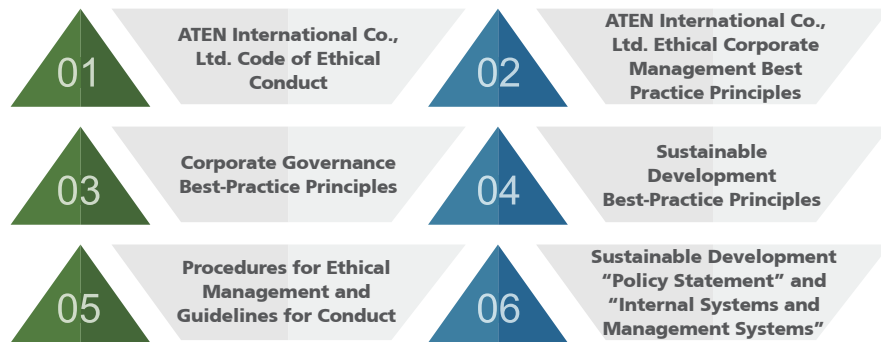 01
ATEN International Co.,
Ltd. Code of Ethical
Conduct
02
ATEN International Co.,
Ltd. Ethical Corporate
Management Best
Practice Principles
03
Corporate Governance
Best-Practice Principles
04
Sustainable
Development
Best-Practice Principles
05
Procedures for Ethical
Management and
Guidelines for Conduct
06
Sustainable Development
“Policy Statement” and
“Internal Systems and
Management Systems”